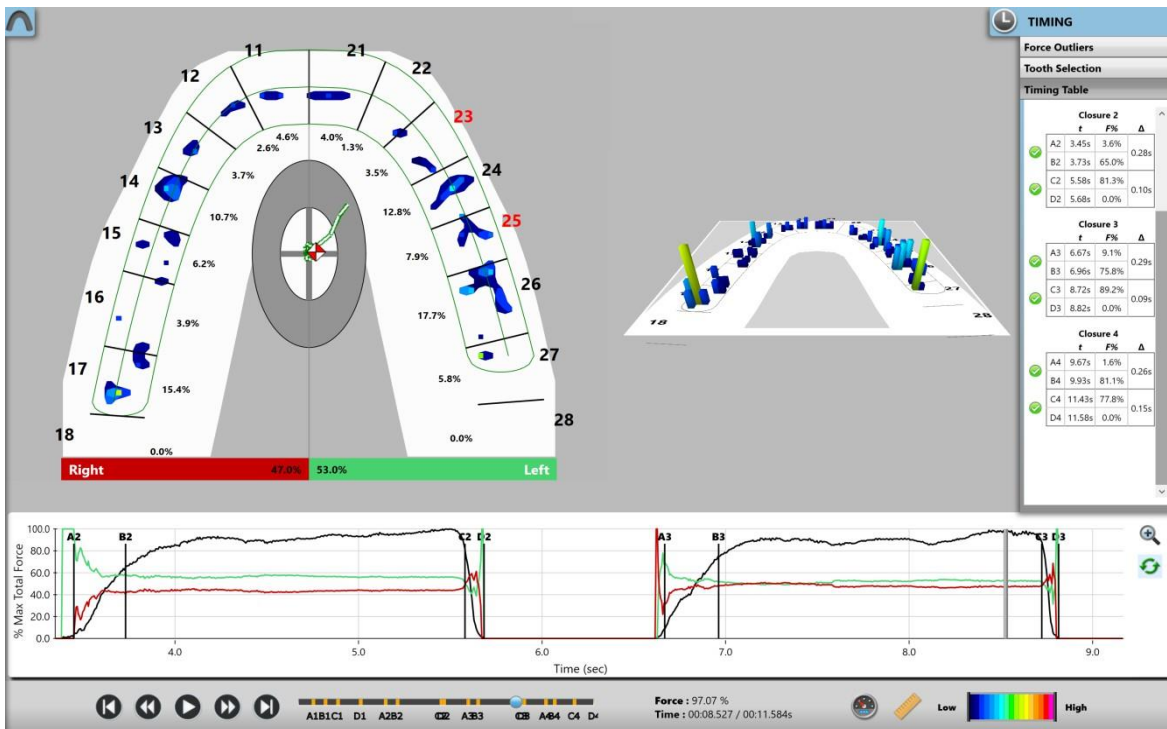 TIMING
Force Outliers
Tooth Selection
Timing Table
Closure 2
t F% Δ
A2 3.45s 3.6% 0.28s
B2 3.73s 65.0%
C2 5.58s 81.3% 0.10s
D2 5.68s 0.0%
Closure 3
t F% Δ
A3 6.67s 9.1% 0.29s
B3 6.96s 75.8%
C3 8.72s 89.2% 0.09s
D3 8.82s 0.0%
Closure 4
t F% Δ
A4 9.67s 1.6% 0.26s
B4 9.93s 81.1%
C4 11.43s 77.8% 0.15s
D4 11.58s 0.0%
11 21
12 22
13 23
14 24
15 25
16 26
17 27
18 28
4.6% 4.0%
2.6% 1.3%
3.7% 3.5%
10.7% 12.8%
6.2% 7.9%
3.9% 17.7%
15.4% 5.8%
0.0% 0.0%
Right 47.0% 53.0% Left
18 28
27
% Max Total Force
100.0
80.0
60.0
40.0
20.0
0.0
A2 B2 C2 D2 A3 B3 C3 D3
4.0 5.0 6.0 7.0 8.0 9.0
Time (sec)
A1B1C1 D1 A2B2 A3B3 A4B4 C4 D4
Force : 97.07 %
Time : 00:08.527 / 00:11.584s
Low High